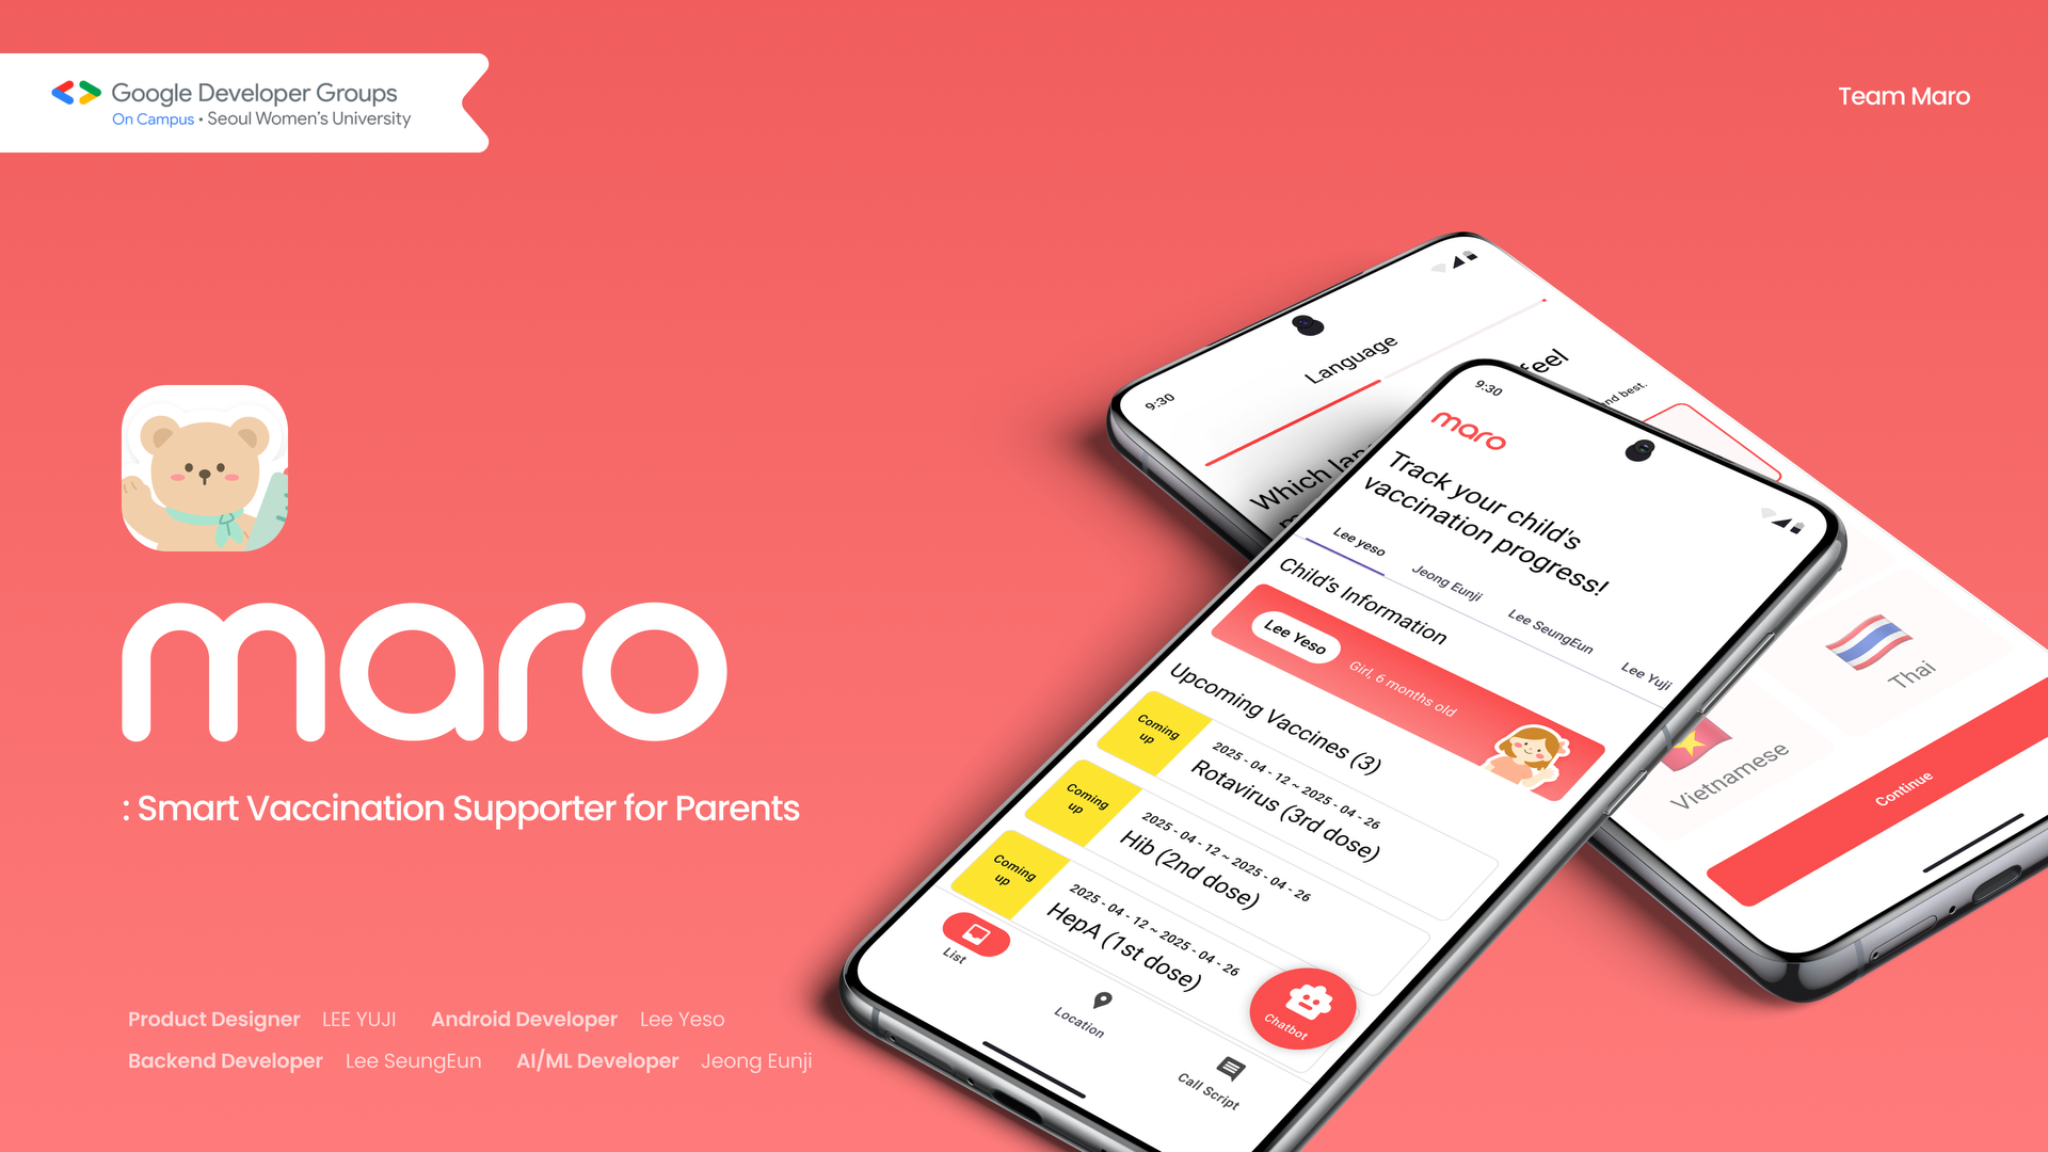 Google Developer Groups
On Campus • Seoul Women's University
Team Maro
maro
: Smart Vaccination Supporter for Parents
Product Designer LEE YUJI Android Developer Lee Yeso
Backend Developer Lee SeungEun AI/ML Developer Jeong Eunji
9:30
Language
Which
feel
and best.
Thai
Vietnamese
Continue
9:30
maro
Track your child's
vaccination progress!
Lee yeso Jeong Eunji Lee SeungEun Lee Yuji
Child's Information
Lee Yeso Girl, 6 months old
Upcoming Vaccines (3)
Coming
up
2025 - 04 - 12 ~ 2025 - 04 - 26
Rotavirus (3rd dose)
Coming
up
2025 - 04 - 12 ~ 2025 - 04 - 26
Hib (2nd dose)
Coming
up
2025 - 04 - 12 ~ 2025 - 04 - 26
HepA (1st dose)
Chatbot
List
Location
Call Script